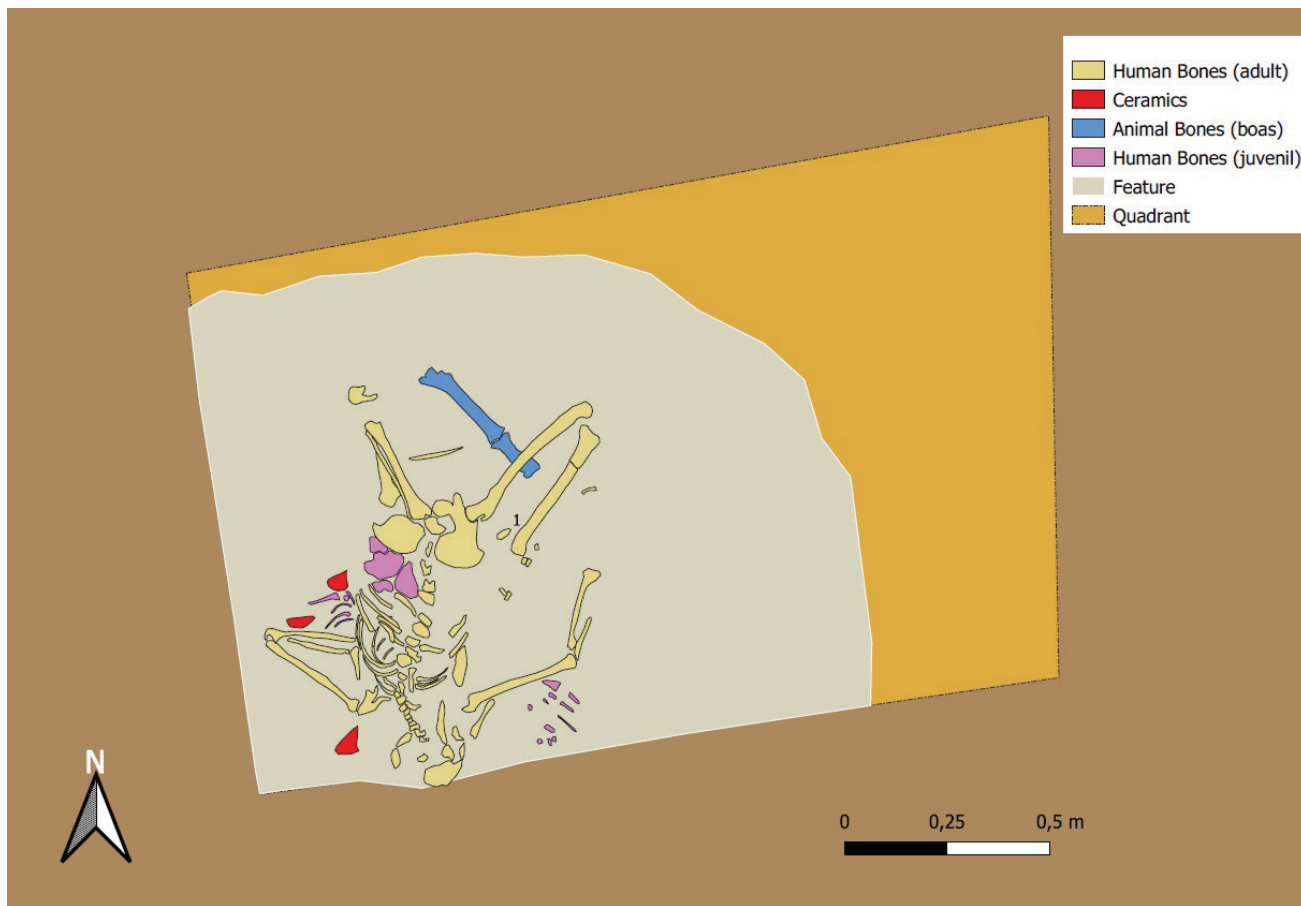 Human Bones (adult)
Ceramics
Animal Bones (boas)
Human Bones (juvenil)
Feature
Quadrant
1
N
0 0,25 0,5 m